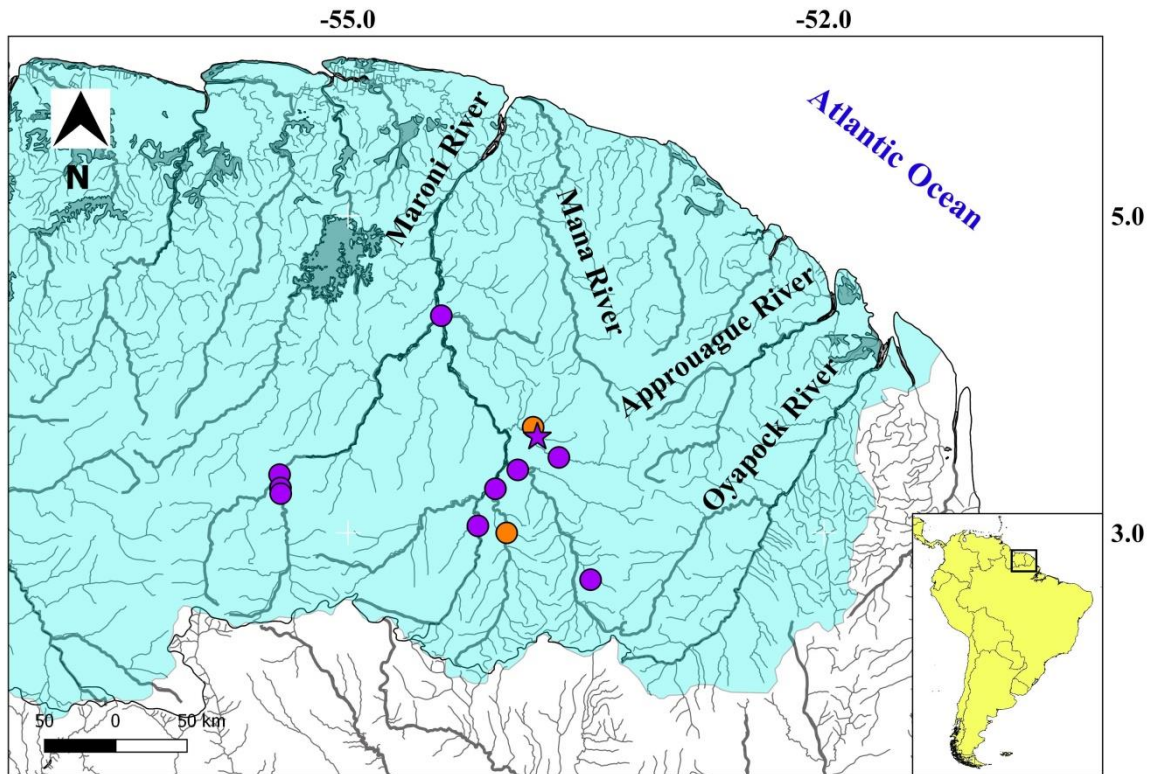 -55.0
-52.0
Maroni River
Mana River
Atlantic Ocean
N
5.0
Approuague River
Oyapock River
3.0
50 0 50 km